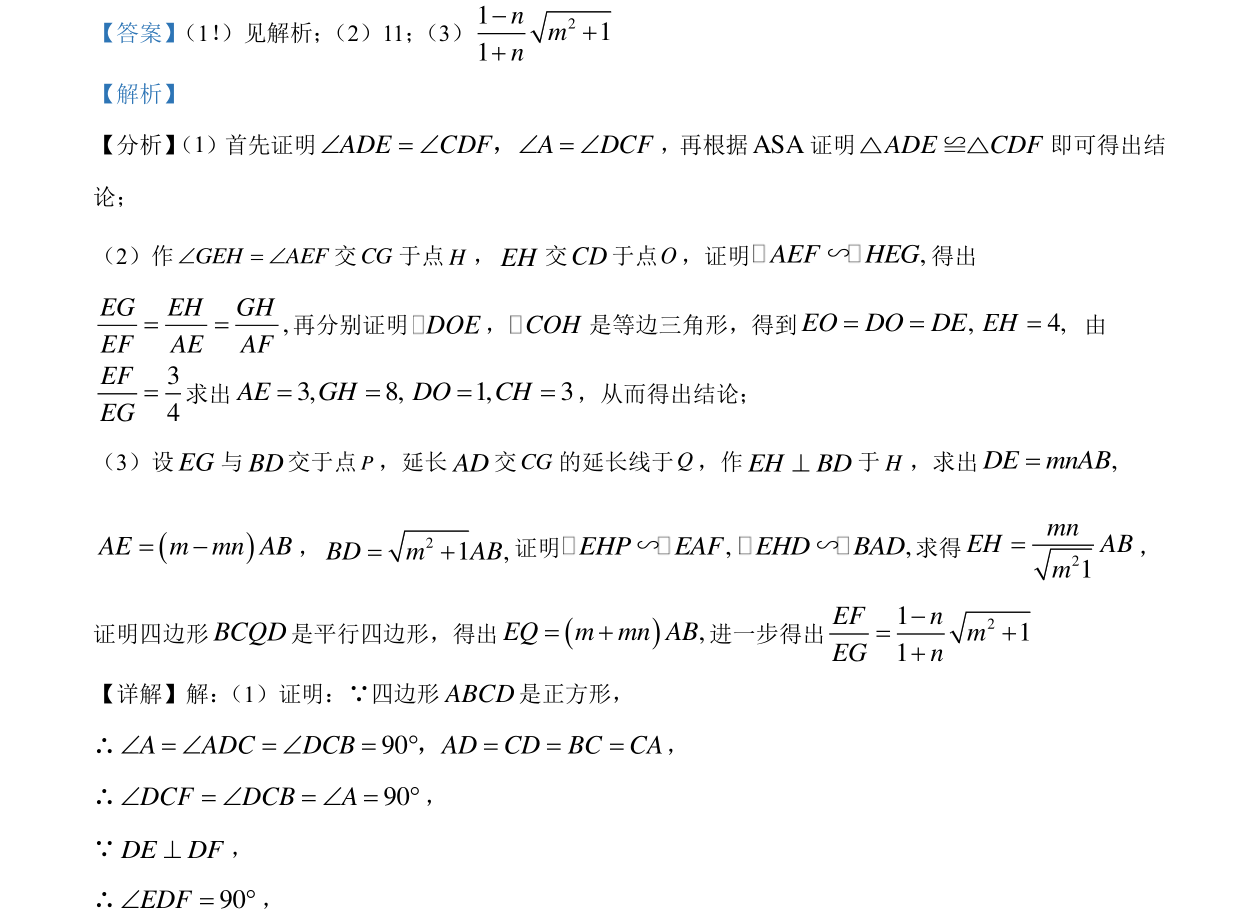 【答案】（1!）见解析；（2）11；（3）$\frac{1-n}{1+n}\sqrt{m^2+1}$
【解析】
【分析】（1）首先证明∠ADE = ∠CDF，∠A = ∠DCF，再根据 ASA 证明△ADE≌△CDF 即可得出结
论；
（2）作∠GEH = ∠AEF 交 CG 于点 H，EH 交 CD 于点 O，证明□AEF∽□HEG, 得出
$\frac{EG}{EF}=\frac{EH}{AE}=\frac{GH}{AF}$, 再分别证明□DOE，□COH 是等边三角形，得到 EO = DO = DE, EH = 4, 由
$\frac{EF}{EG}=\frac{3}{4}$ 求出 AE = 3, GH = 8, DO = 1, CH = 3，从而得出结论；
（3）设 EG 与 BD 交于点 P，延长 AD 交 CG 的延长线于 Q，作 EH ⊥ BD 于 H，求出 DE = mnAB,
AE = (m − mn)AB，$BD=\sqrt{m^2+1}AB$, 证明□EHP∽□EAF, □EHD∽□BAD, 求得 $EH=\frac{mn}{\sqrt{m^2 1}}AB$，
证明四边形 BCQD 是平行四边形，得出 EQ = (m + mn)AB, 进一步得出 $\frac{EF}{EG}=\frac{1-n}{1+n}\sqrt{m^2+1}$
【详解】解：（1）证明：∵四边形 ABCD 是正方形，
∴ ∠A = ∠ADC = ∠DCB = 90°，AD = CD = BC = CA，
∴ ∠DCF = ∠DCB = ∠A = 90°，
∵ DE ⊥ DF，
∴ ∠EDF = 90°，